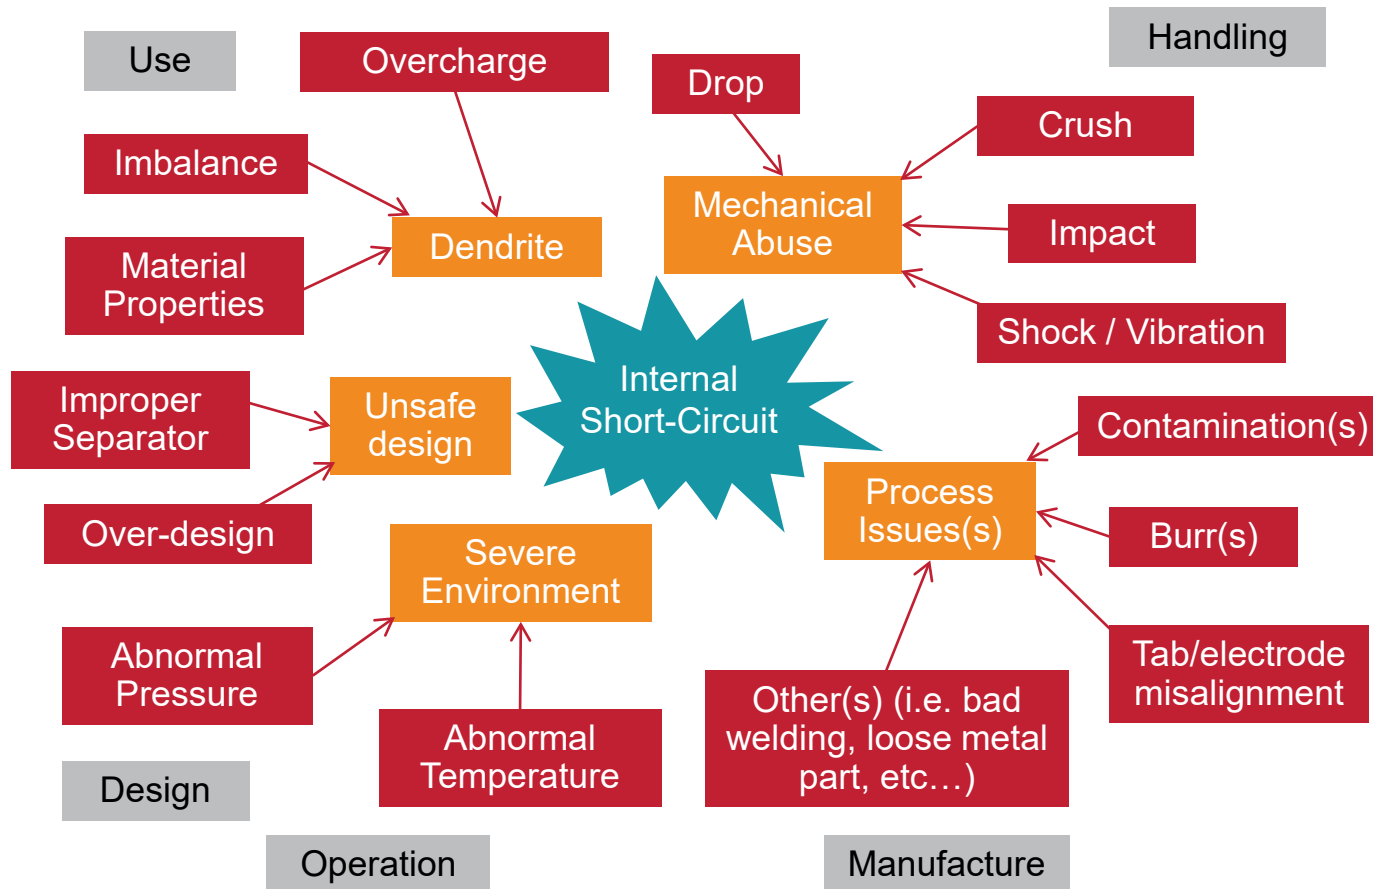 Use
Overcharge
Drop
Handling
Crush
Imbalance
Mechanical
Abuse
Dendrite
Impact
Material
Properties
Shock / Vibration
Internal
Short-Circuit
Improper
Separator
Unsafe
design
Contamination(s)
Process
Issues(s)
Over-design
Burr(s)
Severe
Environment
Abnormal
Pressure
Tab/electrode
misalignment
Other(s) (i.e. bad
welding, loose metal
part, etc…)
Abnormal
Temperature
Design
Operation
Manufacture